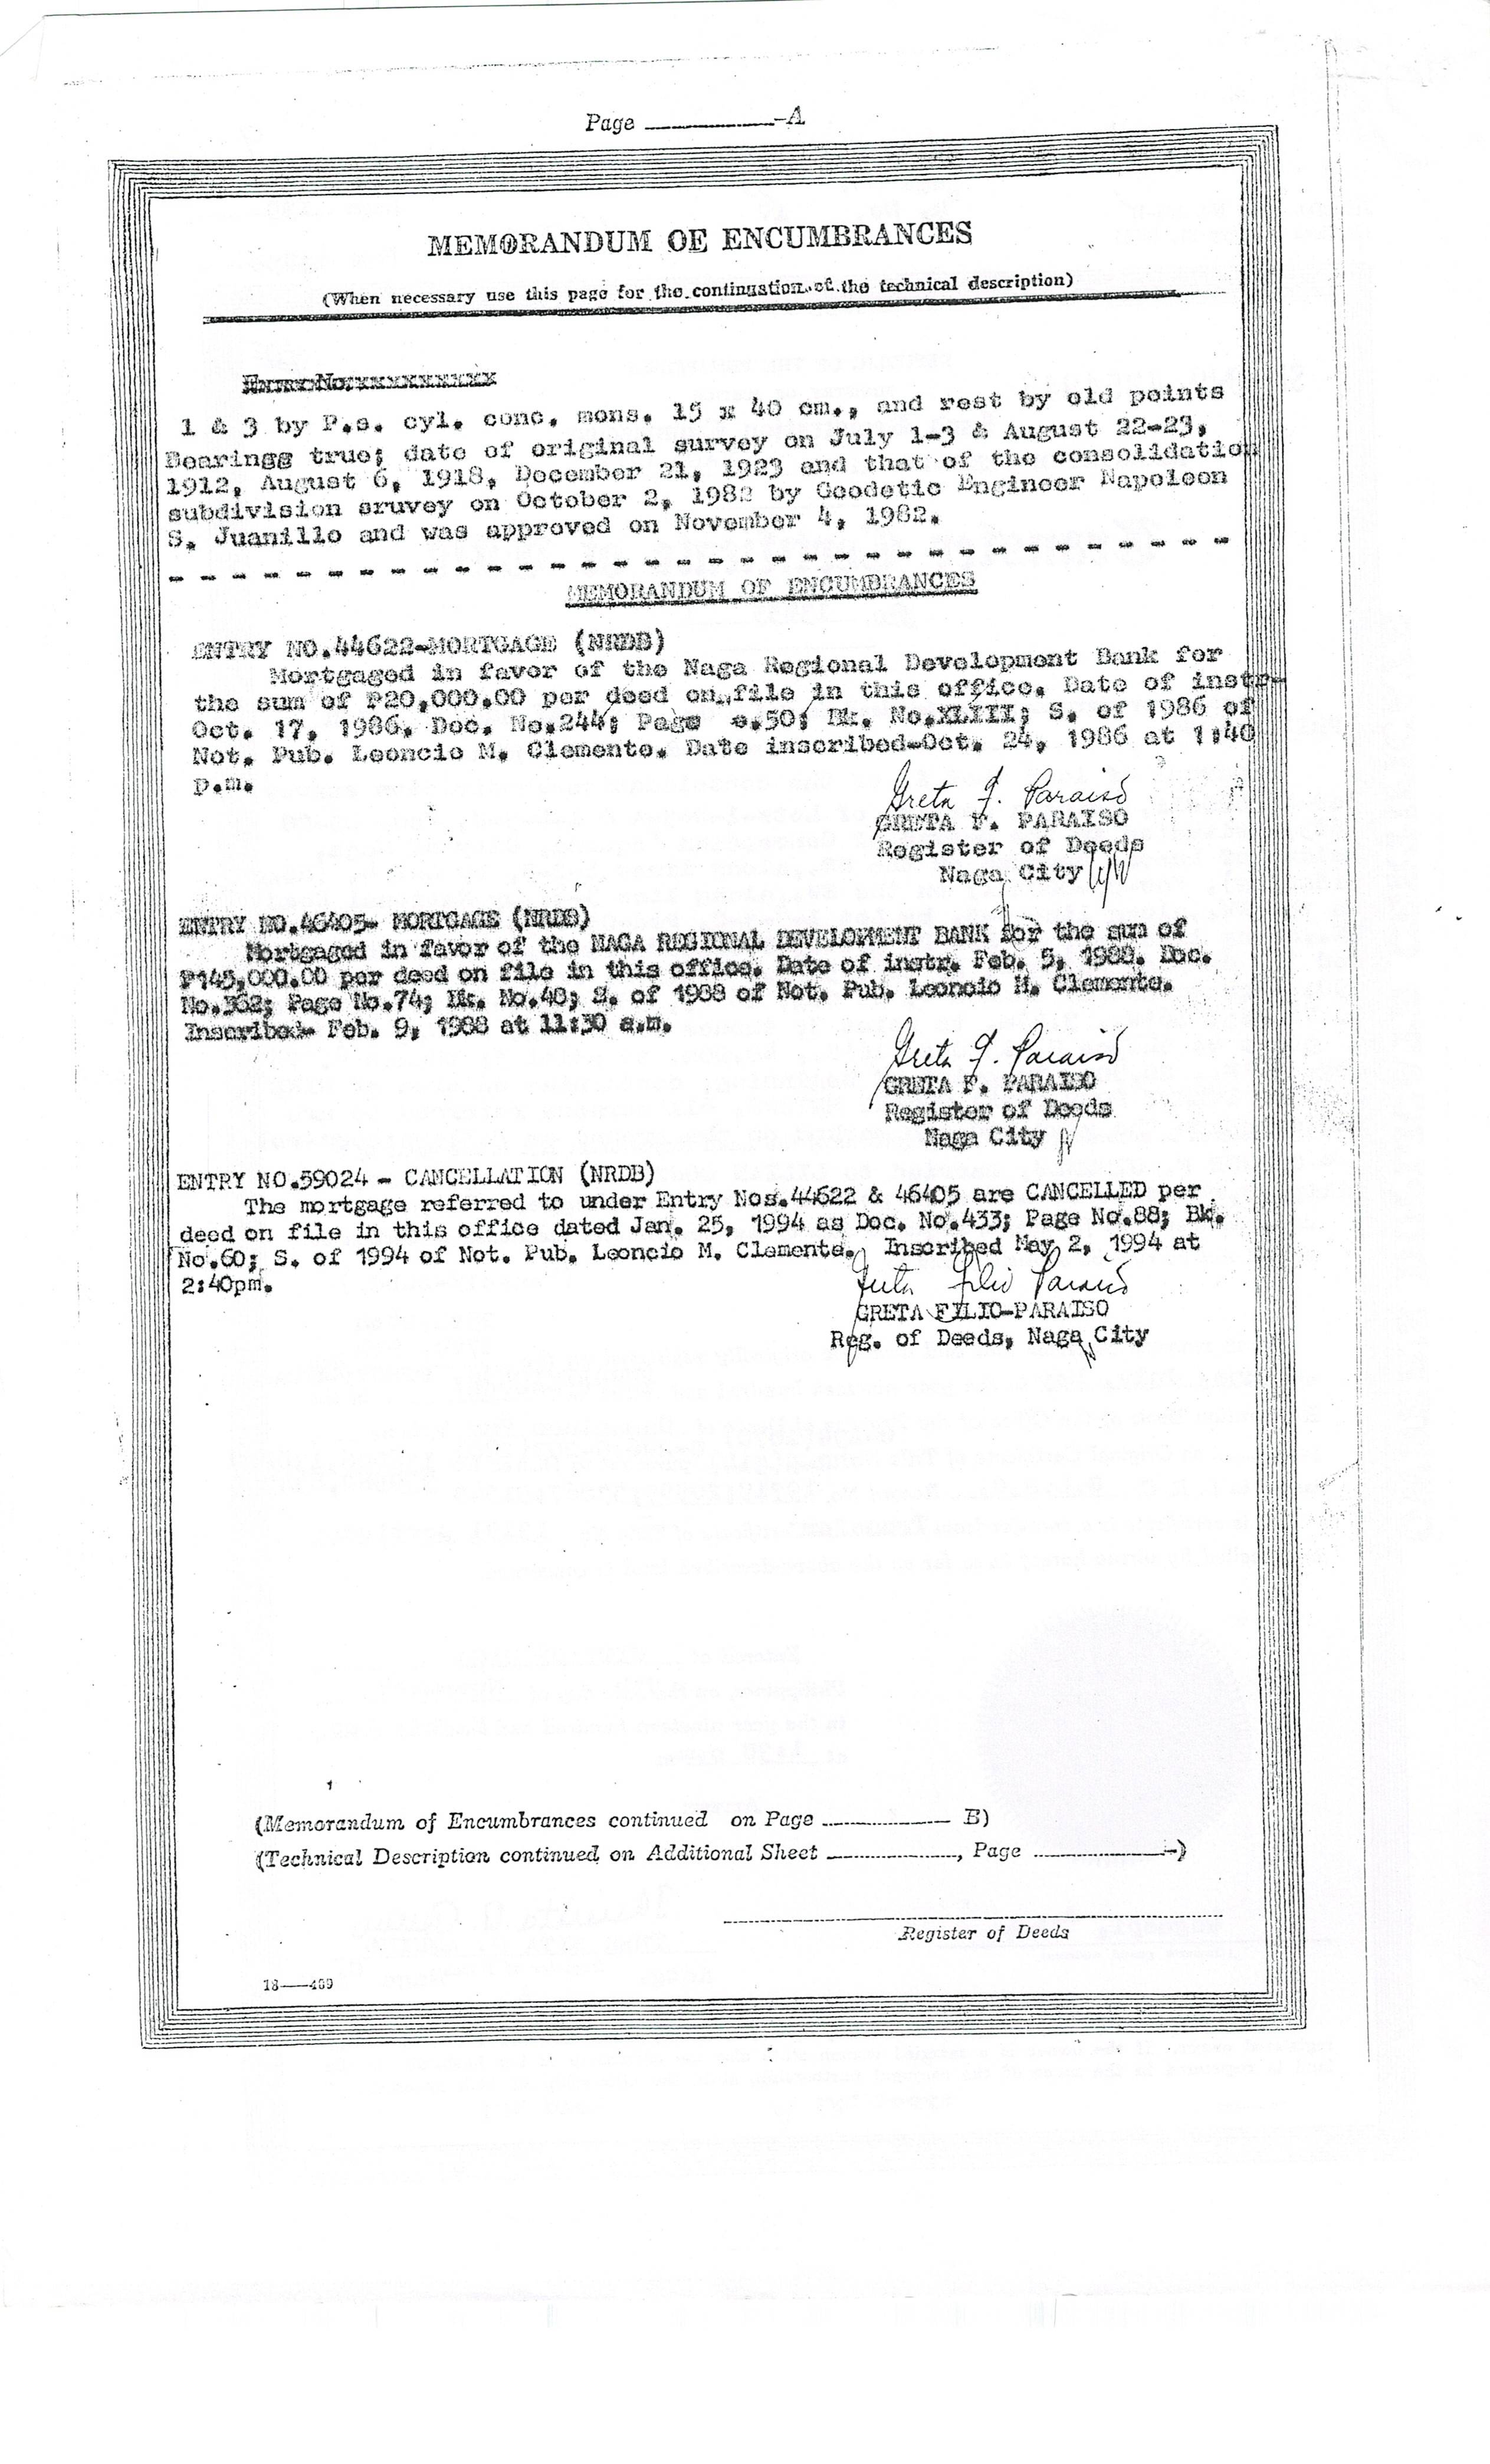 Page -A
MEMORANDUM OF ENCUMBRANCES
(When necessary use this page for the continuation of the technical description)
1 & 3 by P.s. cyl. conc. mons. 15 x 40 cm., and rest by old points
Bearings true; date of original survey on July 1-3 & August 22-23,
1912, August 6, 1918, December 21, 1923 and that of the consolidation
subdivision sruvey on October 2, 1982 by Geodetic Engineer Napoleon
S. Juanillo and was approved on November 4, 1982.
MEMORANDUM OF ENCUMBRANCES
ENTRY NO.44622-MORTGAGE (NRDB)
Mortgaged in favor of the Naga Regional Development Bank for
the sum of P20,000.00 per deed on file in this office. Date of instr-
Oct. 17, 1986. Doc. No.244; Page .50; Bk. No.XLIII; S. of 1986 of
Not. Pub. Leoncio M. Clemente. Date inscribed-Oct. 24, 1986 at 1:40
p.m.
Greta F. Paraiso
GRETA F. PARAISO
Register of Deeds
Naga City
ENTRY NO.46405- MORTGAGE (NRDB)
Mortgaged in favor of the NAGA REGIONAL DEVELOPMENT BANK for the sum of
P145,000.00 per deed on file in this office. Date of instr. Feb. 5, 1988. Doc.
No.362; Page No.74; Bk. No.48; S. of 1988 of Not. Pub. Leoncio M. Clemente.
Inscribed- Feb. 9, 1988 at 11:30 a.m.
Greta F. Paraiso
GRETA F. PARAISO
Register of Deeds
Naga City
ENTRY NO.59024 - CANCELLATION (NRDB)
The mortgage referred to under Entry Nos.44622 & 46405 are CANCELLED per
deed on file in this office dated Jan. 25, 1994 as Doc. No.433; Page No.88; Bk.
No.60; S. of 1994 of Not. Pub. Leoncio M. Clemente. Inscribed May 2, 1994 at
2:40pm.
Greta Filio Paraiso
GRETA FILIO-PARAISO
Reg. of Deeds, Naga City
(Memorandum of Encumbrances continued on Page B)
(Technical Description continued on Additional Sheet , Page -)
Register of Deeds
18—469